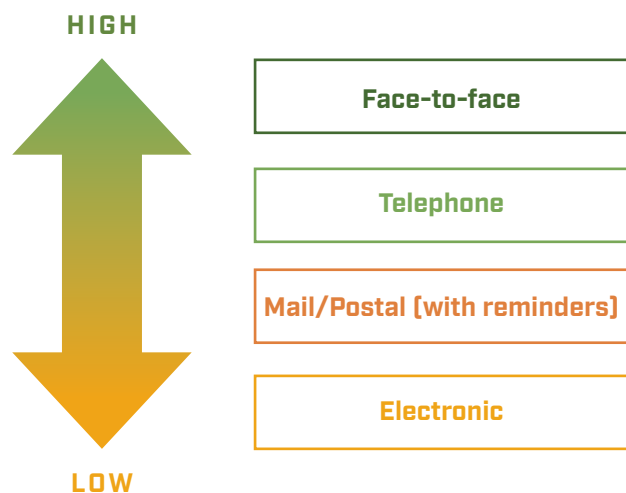 HIGH
Face-to-face
Telephone
Mail/Postal (with reminders)
Electronic
LOW